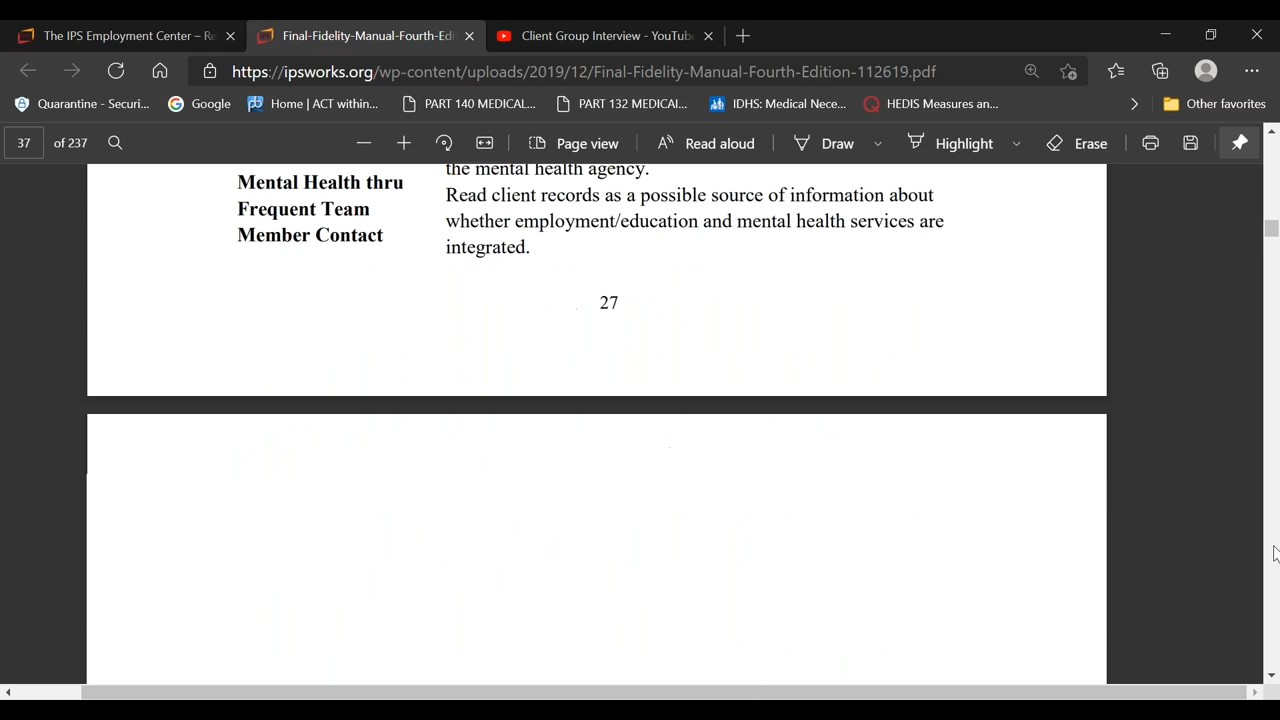 The IPS Employment Center – Re
Final-Fidelity-Manual-Fourth-Edi
Client Group Interview - YouTube
https://ipsworks.org/wp-content/uploads/2019/12/Final-Fidelity-Manual-Fourth-Edition-112619.pdf
Quarantine - Securi...
Google
Home | ACT within...
PART 140 MEDICAL...
PART 132 MEDICAI...
IDHS: Medical Nece...
HEDIS Measures an...
Other favorites
37 of 237
Page view
Read aloud
Draw
Highlight
Erase
the mental health agency.
Mental Health thru
Frequent Team
Member Contact
Read client records as a possible source of information about
whether employment/education and mental health services are
integrated.
27